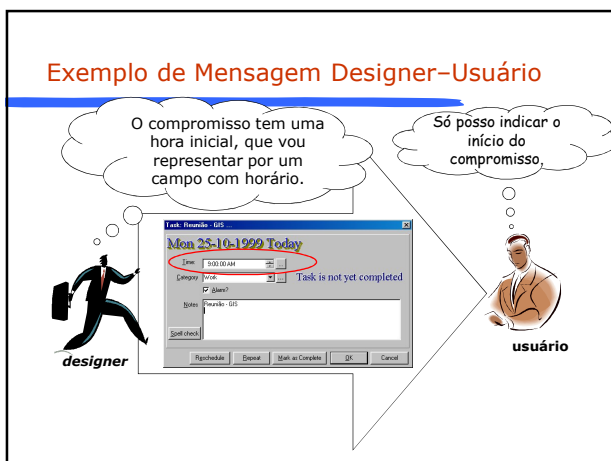 Exemplo de Mensagem Designer–Usuário
O compromisso tem uma
hora inicial, que vou
representar por um
campo com horário.
Só posso indicar o
início do
compromisso.
Task: Reunião - GIS ...
Mon 25-10-1999 Today
Time: 9:00:00 AM ...
Category: Work ... Task is not yet completed
Alarm?
Notes: Reunião - GIS
Spell check
Reschedule Repeat Mark as Complete OK Cancel
designer
usuário